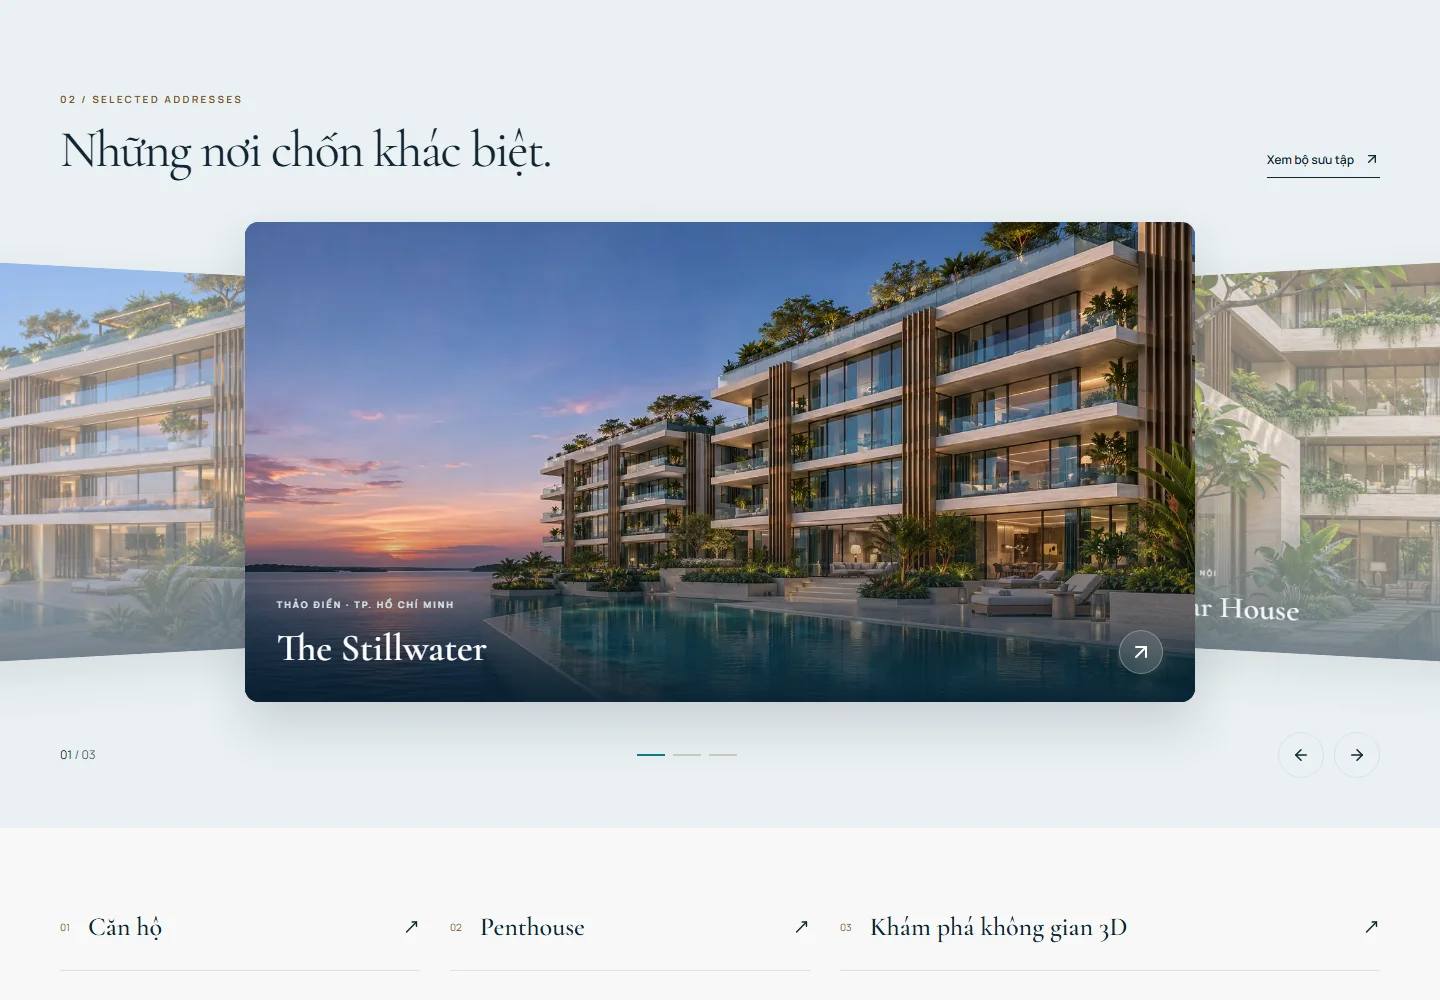 02 / SELECTED ADDRESSES
Những nơi chốn khác biệt.
Xem bộ sưu tập
THẢO ĐIỀN · TP. HỒ CHÍ MINH
The Stillwater
NỘI
House
01 / 03
01 Căn hộ
02 Penthouse
03 Khám phá không gian 3D